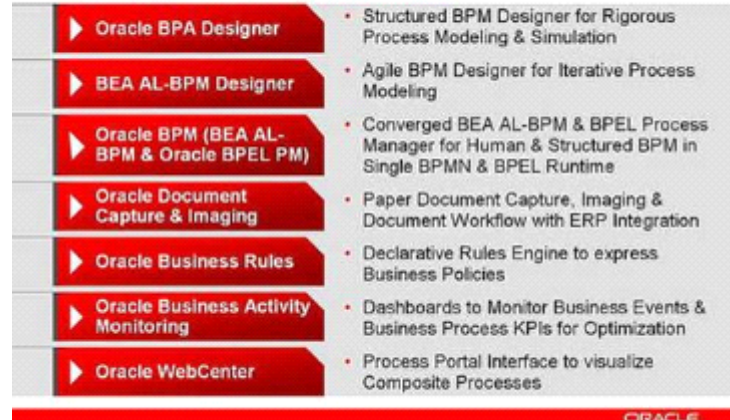 Oracle BPA Designer
• Structured BPM Designer for Rigorous
Process Modeling & Simulation
BEA AL-BPM Designer
• Agile BPM Designer for Iterative Process
Modeling
Oracle BPM (BEA AL-
BPM & Oracle BPEL PM)
• Converged BEA AL-BPM & BPEL Process
Manager for Human & Structured BPM in
Single BPMN & BPEL Runtime
Oracle Document
Capture & Imaging
• Paper Document Capture, Imaging &
Document Workflow with ERP Integration
Oracle Business Rules
• Declarative Rules Engine to express
Business Policies
Oracle Business Activity
Monitoring
• Dashboards to Monitor Business Events &
Business Process KPIs for Optimization
Oracle WebCenter
• Process Portal Interface to visualize
Composite Processes
ORACLE